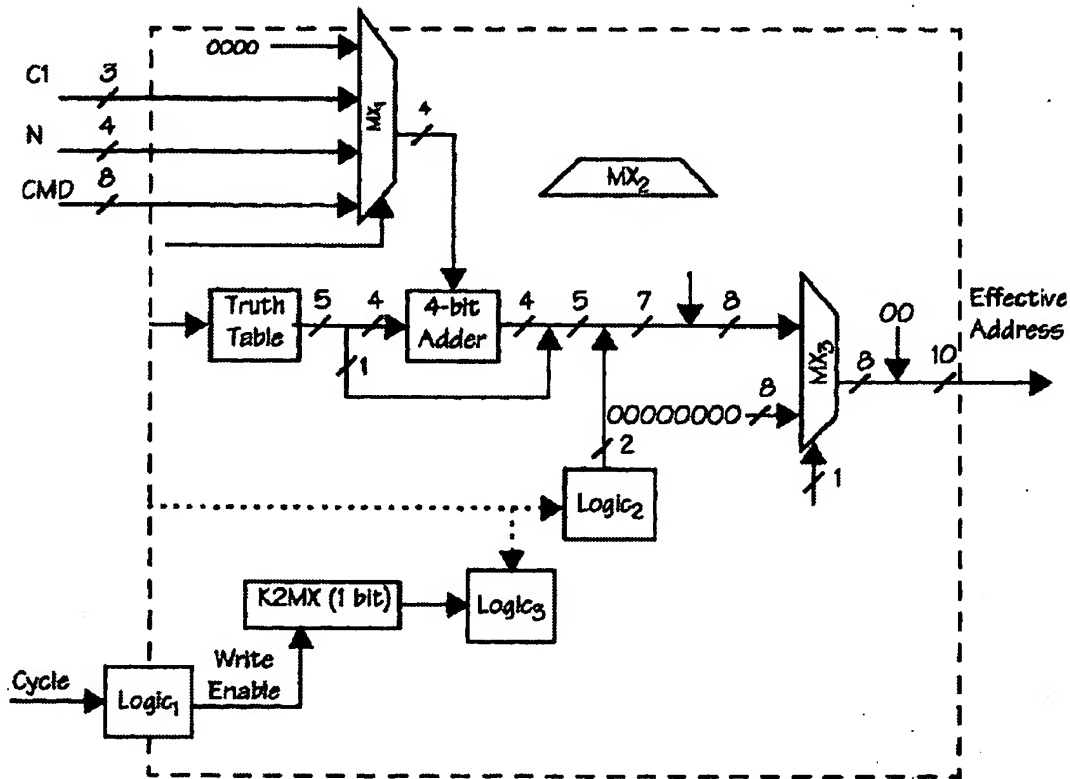 0000
C1
3
N
4
CMD
8
MX1
4
MX2
Truth
Table
5
4
1
4-bit
Adder
4
5
7
8
MX3
00
8
10
Effective
Address
00000000
8
2
1
Logic2
K2MX (1 bit)
Logic3
Cycle
Logic1
Write
Enable